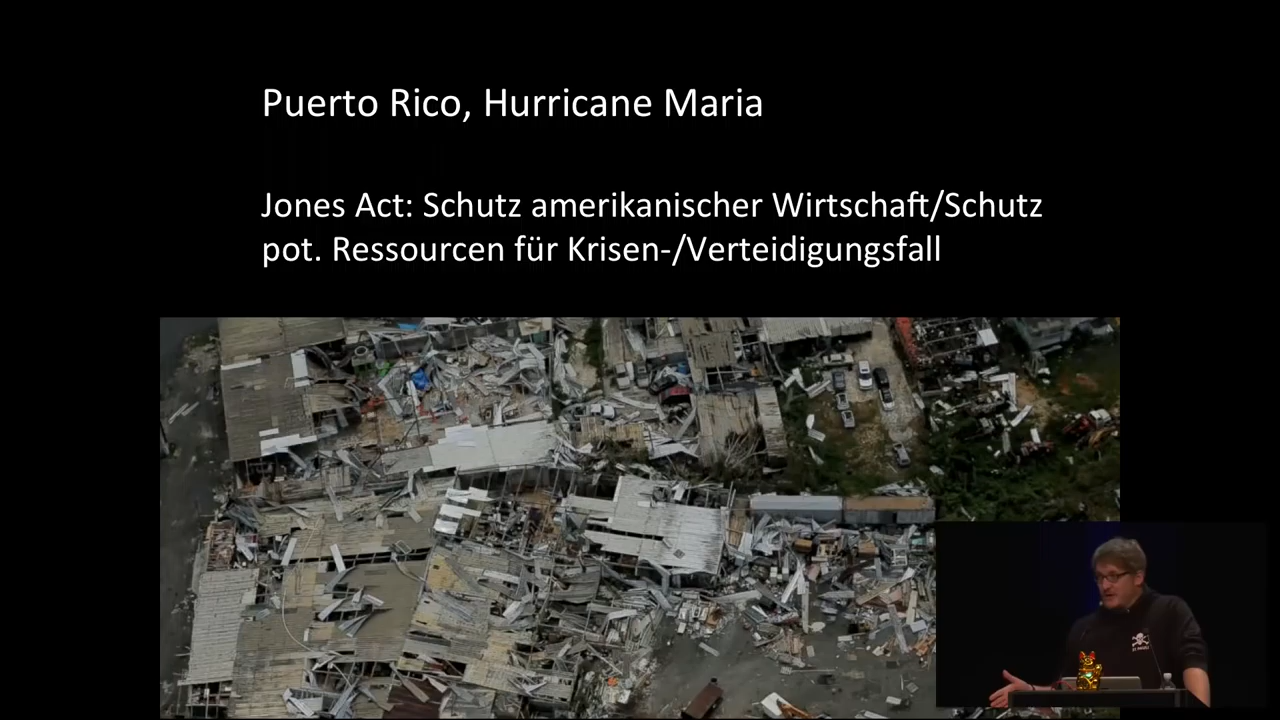 Puerto Rico, Hurricane Maria
Jones Act: Schutz amerikanischer Wirtschaft/Schutz
pot. Ressourcen für Krisen-/Verteidigungsfall